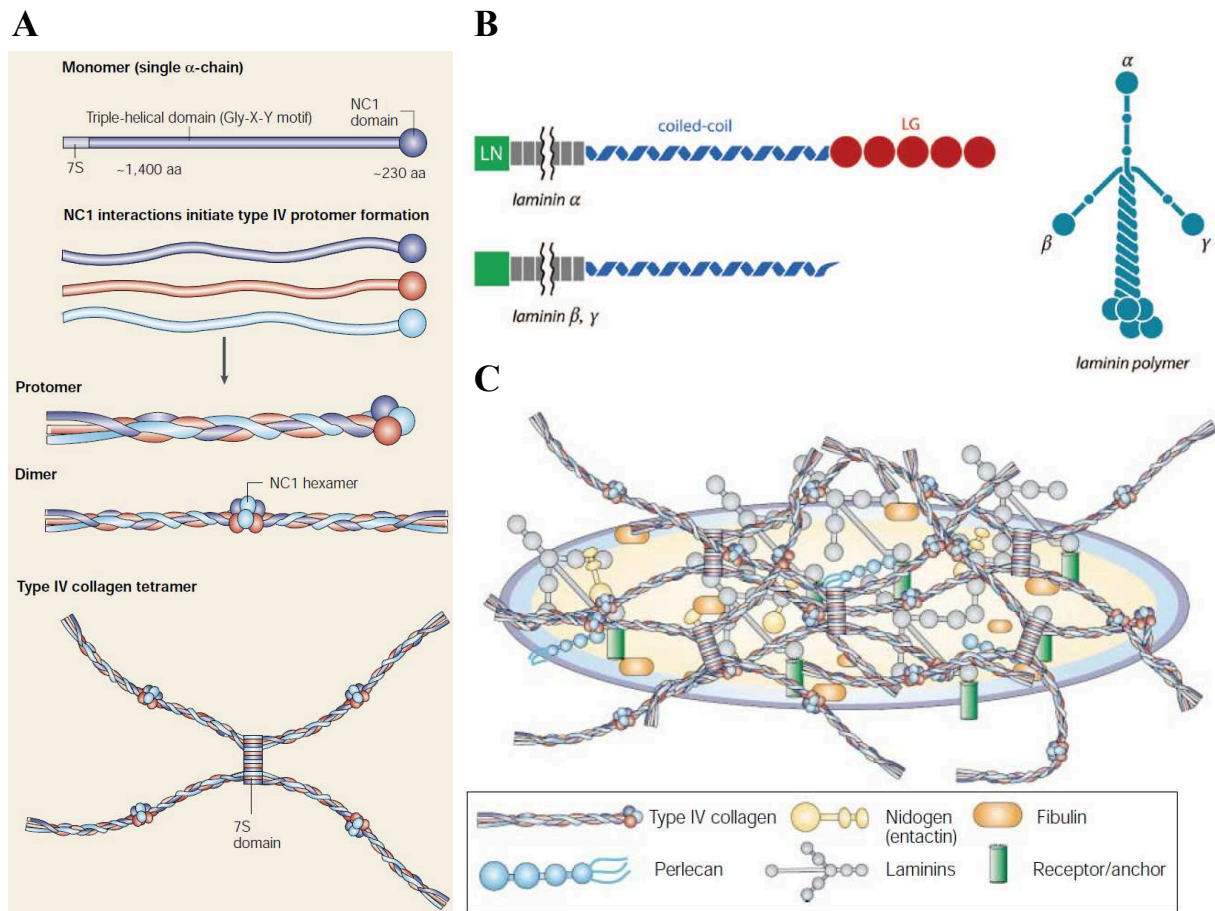 A
Monomer (single α-chain)
NC1
domain
Triple-helical domain (Gly-X-Y motif)
7S
~1,400 aa
~230 aa
NC1 interactions initiate type IV protomer formation
Protomer
Dimer
NC1 hexamer
Type IV collagen tetramer
7S
domain
B
coiled-coil
LG
LN
laminin α
laminin β, γ
α
β
γ
laminin polymer
C
Type IV collagen
Nidogen
(entactin)
Fibulin
Perlecan
Laminins
Receptor/anchor